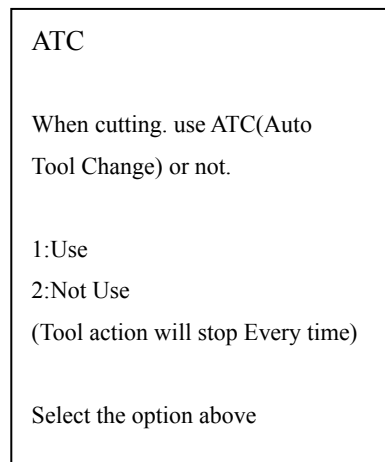 ATC
When cutting. use ATC(Auto
Tool Change) or not.
1:Use
2:Not Use
(Tool action will stop Every time)
Select the option above